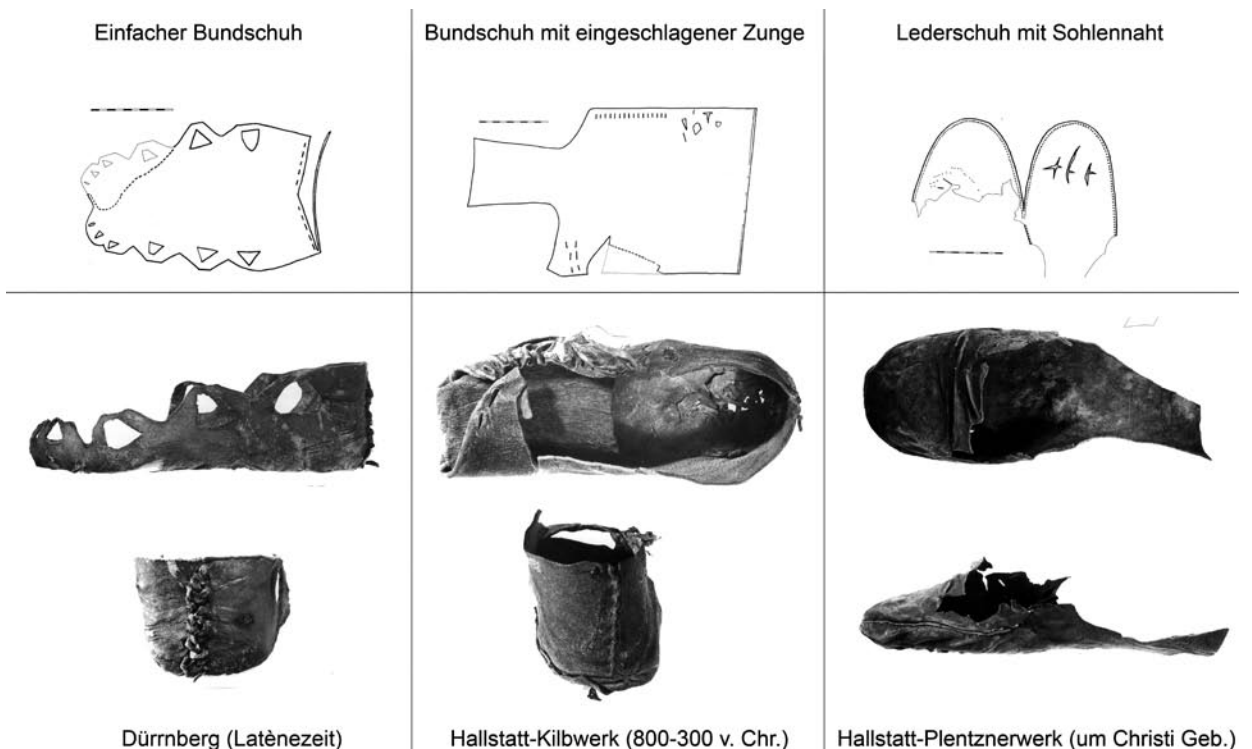 Einfacher Bundschuh
Bundschuh mit eingeschlagener Zunge
Lederschuh mit Sohlennaht
Dürrnberg (Latènezeit)
Hallstatt-Kilbwerk (800-300 v. Chr.)
Hallstatt-Plentznerwerk (um Christi Geb.)